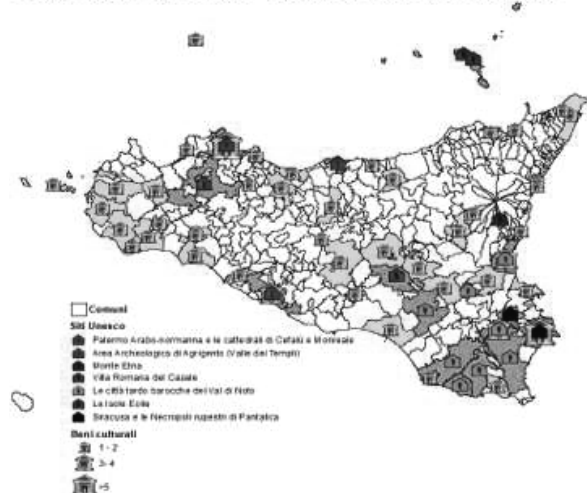 Comuni
Siti Unesco
Palermo Arabo-normanna e le cattedrali di Cefalù e Monreale
Area Archeologica di Agrigento (Valle dei Templi)
Monte Etna
Villa Romana del Casale
Le città tardo barocche del Val di Noto
Le Isole Eolie
Siracusa e le Necropoli rupestri di Pantalica
Beni culturali
1 - 2
3- 4
>5